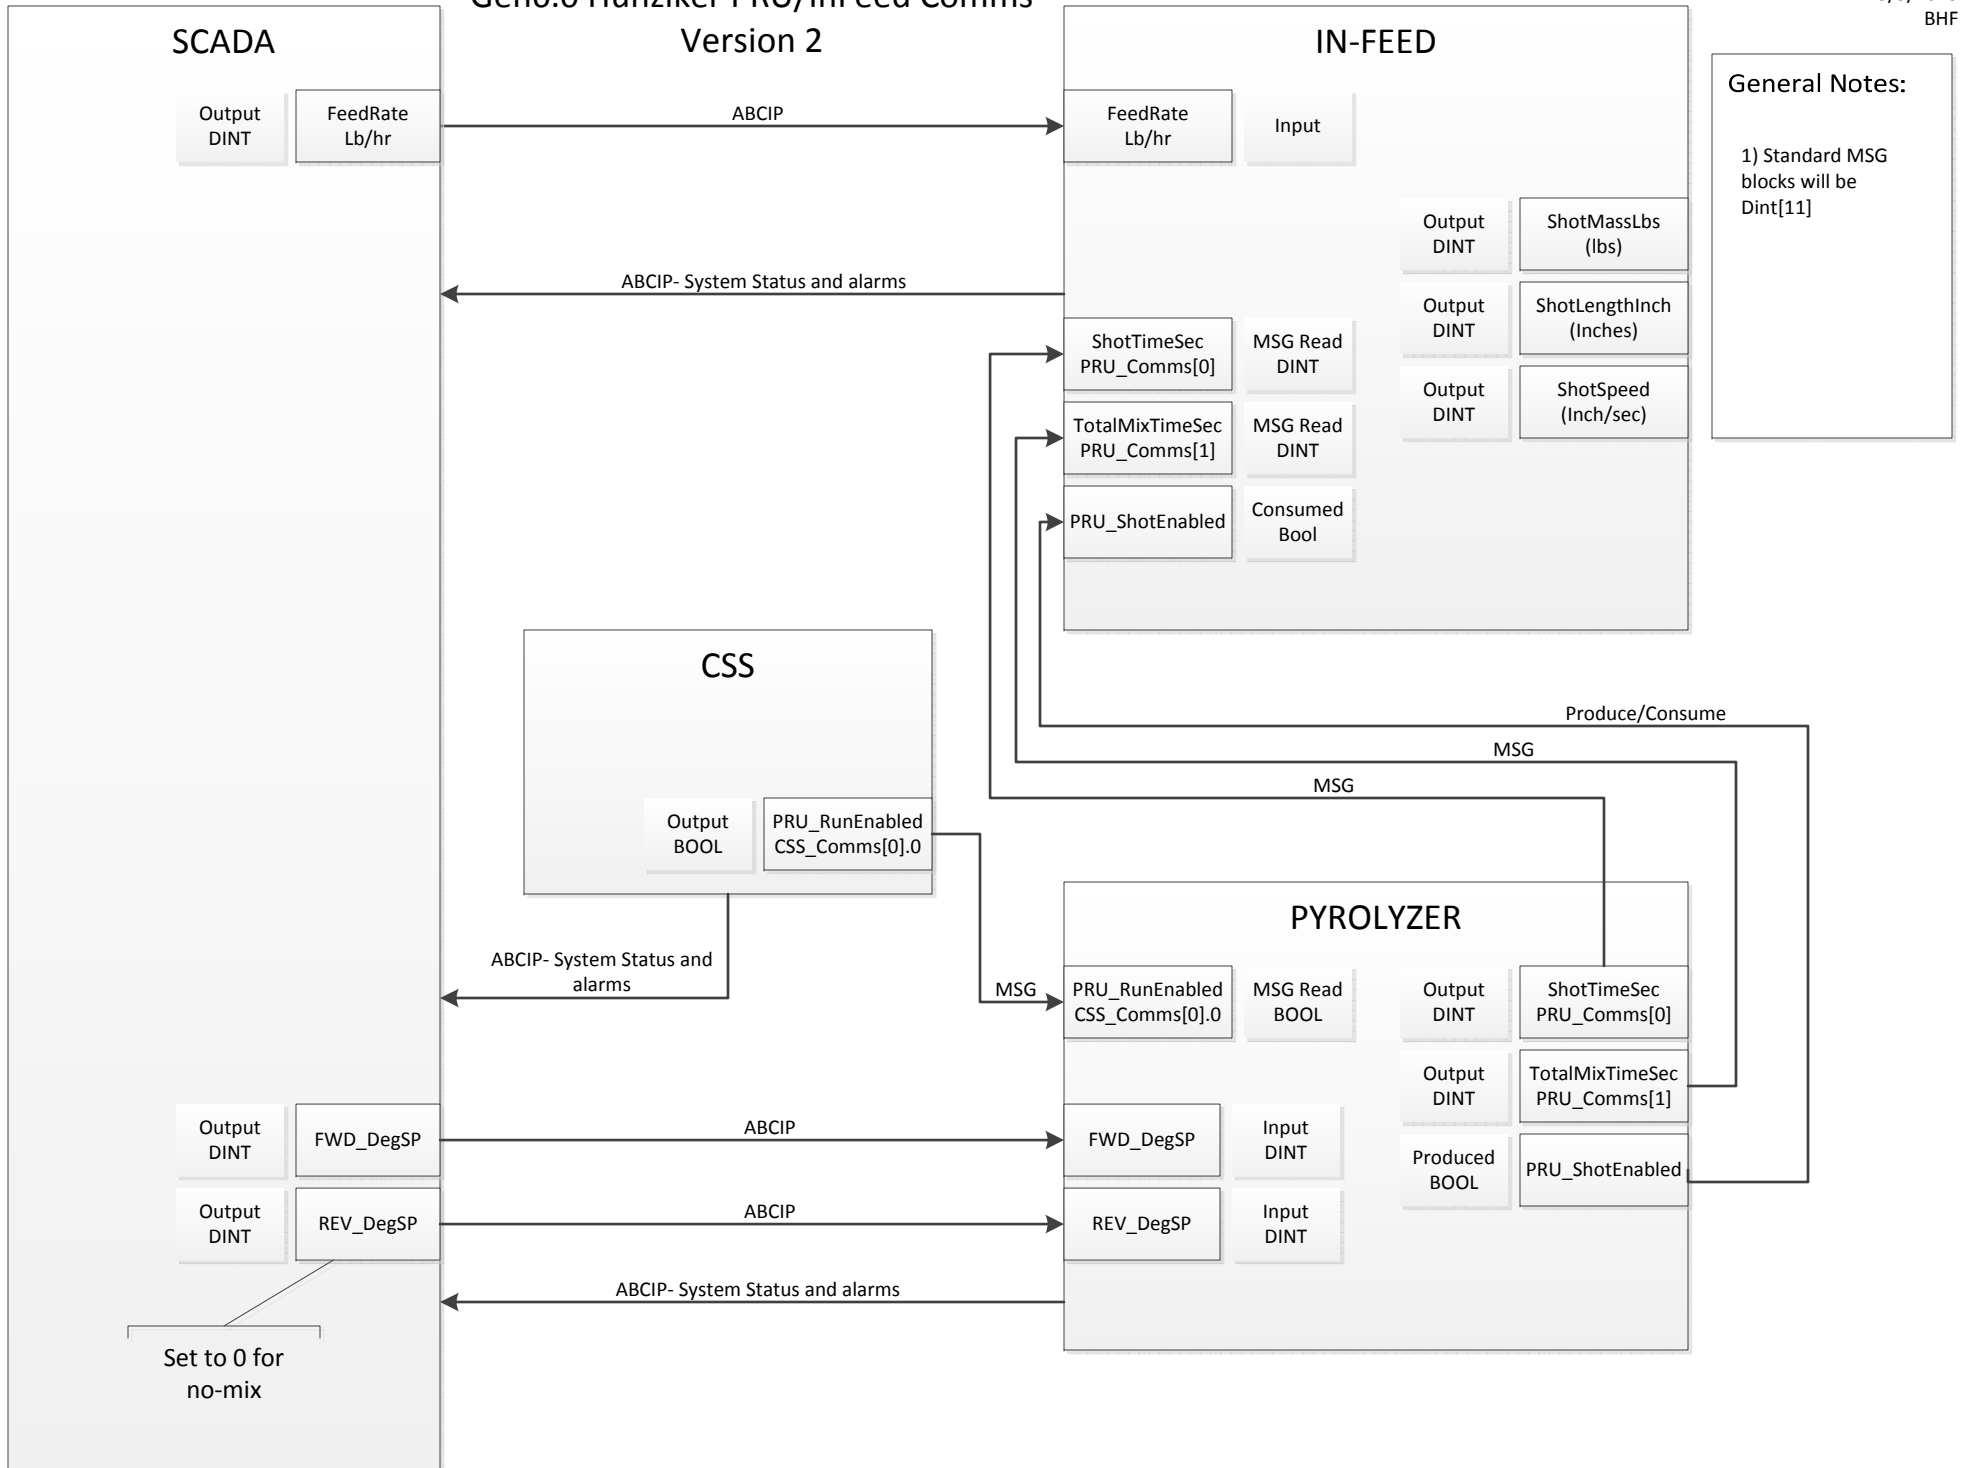 Version 2
BHF
SCADA
Output
DINT
FeedRate
Lb/hr
ABCIP
IN-FEED
FeedRate
Lb/hr
Input
Output
DINT
ShotMassLbs
(lbs)
Output
DINT
ShotLengthInch
(Inches)
Output
DINT
ShotSpeed
(Inch/sec)
ABCIP- System Status and alarms
ShotTimeSec
PRU_Comms[0]
MSG Read
DINT
TotalMixTimeSec
PRU_Comms[1]
MSG Read
DINT
PRU_ShotEnabled
Consumed
Bool
General Notes:
1) Standard MSG
blocks will be
Dint[11]
CSS
Output
BOOL
PRU_RunEnabled
CSS_Comms[0].0
Produce/Consume
MSG
MSG
ABCIP- System Status and
alarms
MSG
PYROLYZER
PRU_RunEnabled
CSS_Comms[0].0
MSG Read
BOOL
Output
DINT
ShotTimeSec
PRU_Comms[0]
Output
DINT
TotalMixTimeSec
PRU_Comms[1]
Produced
BOOL
PRU_ShotEnabled
Output
DINT
FWD_DegSP
ABCIP
FWD_DegSP
Input
DINT
Output
DINT
REV_DegSP
ABCIP
REV_DegSP
Input
DINT
ABCIP- System Status and alarms
Set to 0 for
no-mix